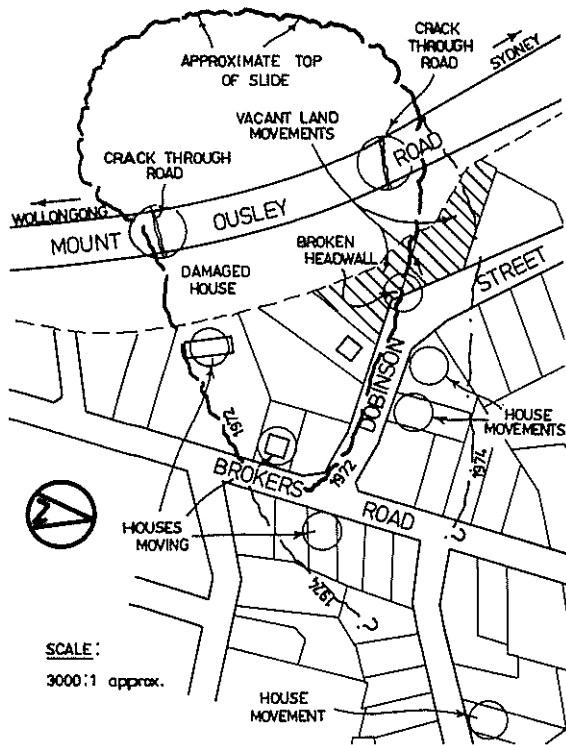 APPROXIMATE TOP
OF SLIDE
CRACK
THROUGH
ROAD
SYDNEY
VACANT LAND
MOVEMENTS
CRACK THROUGH
ROAD
WOLLONGONG
MOUNT OUSLEY ROAD
DAMAGED
HOUSE
BROKEN
HEADWALL
DOBINSON STREET
HOUSE
MOVEMENTS
1972
1972
1974
BROKERS ROAD
?
N
HOUSES
MOVING
1974
?
SCALE:
3000:1 approx.
HOUSE
MOVEMENT